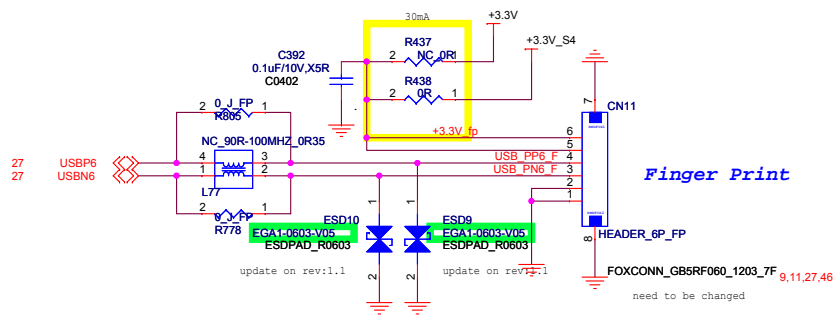 30mA
+3.3V
+3.3V_S4
R437
2 NC_0R 1
R438
2 0R 1
C392
0.1uF/10V,X5R
C0402
CN11
7
+3.3V_fp
6
5
USB_PP6_F 4
USB_PN6_F 3
2
1
2 0_J_FP 1
R805
NC_90R-100MHZ_0R35
27 USBP6 4 3
27 USBN6 1 2
L77
2 0_J_FP 1
R778
Finger Print
1 1
ESD10
EGA1-0603-V05
ESDPAD_R0603
ESD9
EGA1-0603-V05
ESDPAD_R0603
2 2
update on rev:1.1
update on rev:1.1
HEADER_6P_FP
8
FOXCONN_GB5RF060_1203_7F
9,11,27,46
need to be changed